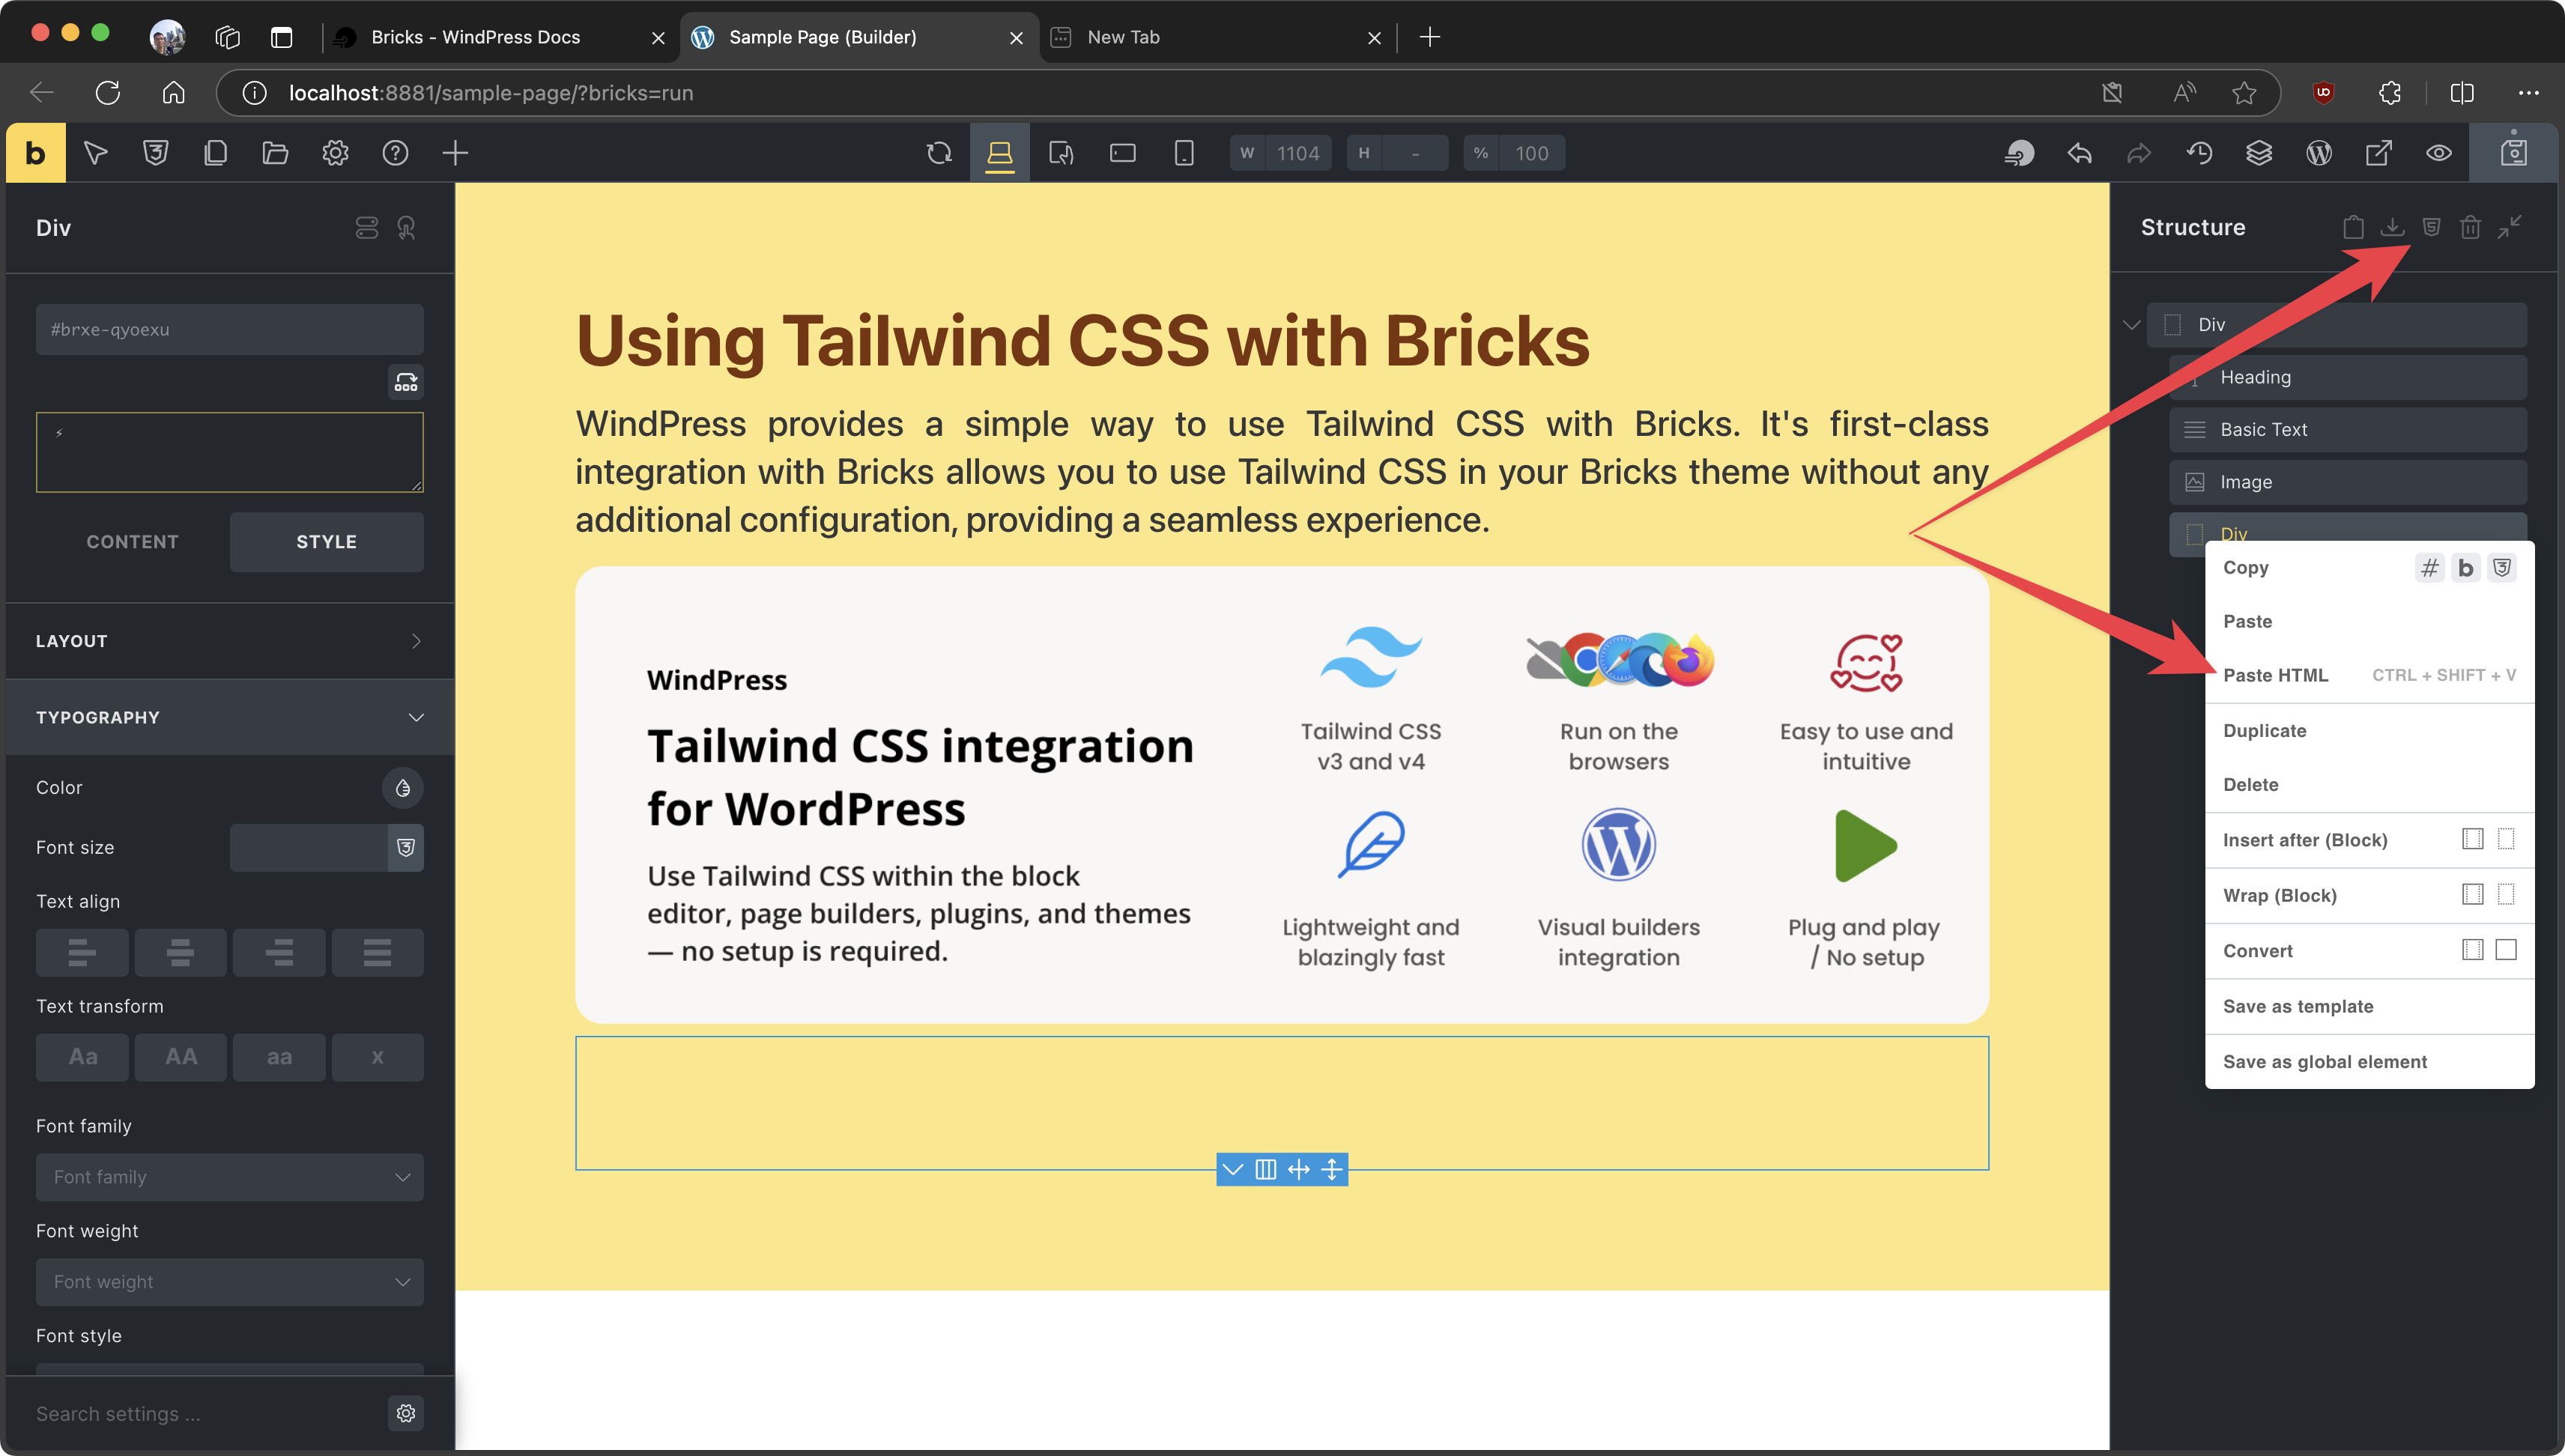 Bricks - WindPress Docs
Sample Page (Builder)
New Tab
localhost:8881/sample-page/?bricks=run
b
W 1104
H -
% 100
Div
#brxe-qyoexu
CONTENT
STYLE
LAYOUT
TYPOGRAPHY
Color
Font size
Text align
Text transform
Aa
AA
aa
x
Font family
Font family
Font weight
Font weight
Font style
Search settings ...
Using Tailwind CSS with Bricks
WindPress provides a simple way to use Tailwind CSS with Bricks. It's first-class
integration with Bricks allows you to use Tailwind CSS in your Bricks theme without any
additional configuration, providing a seamless experience.
WindPress
Tailwind CSS integration
for WordPress
Use Tailwind CSS within the block
editor, page builders, plugins, and themes
— no setup is required.
Tailwind CSS
v3 and v4
Run on the
browsers
Easy to use and
intuitive
Lightweight and
blazingly fast
Visual builders
integration
Plug and play
/ No setup
Structure
Div
Heading
Basic Text
Image
Div
Copy # b
Paste
Paste HTML CTRL + SHIFT + V
Duplicate
Delete
Insert after (Block)
Wrap (Block)
Convert
Save as template
Save as global element